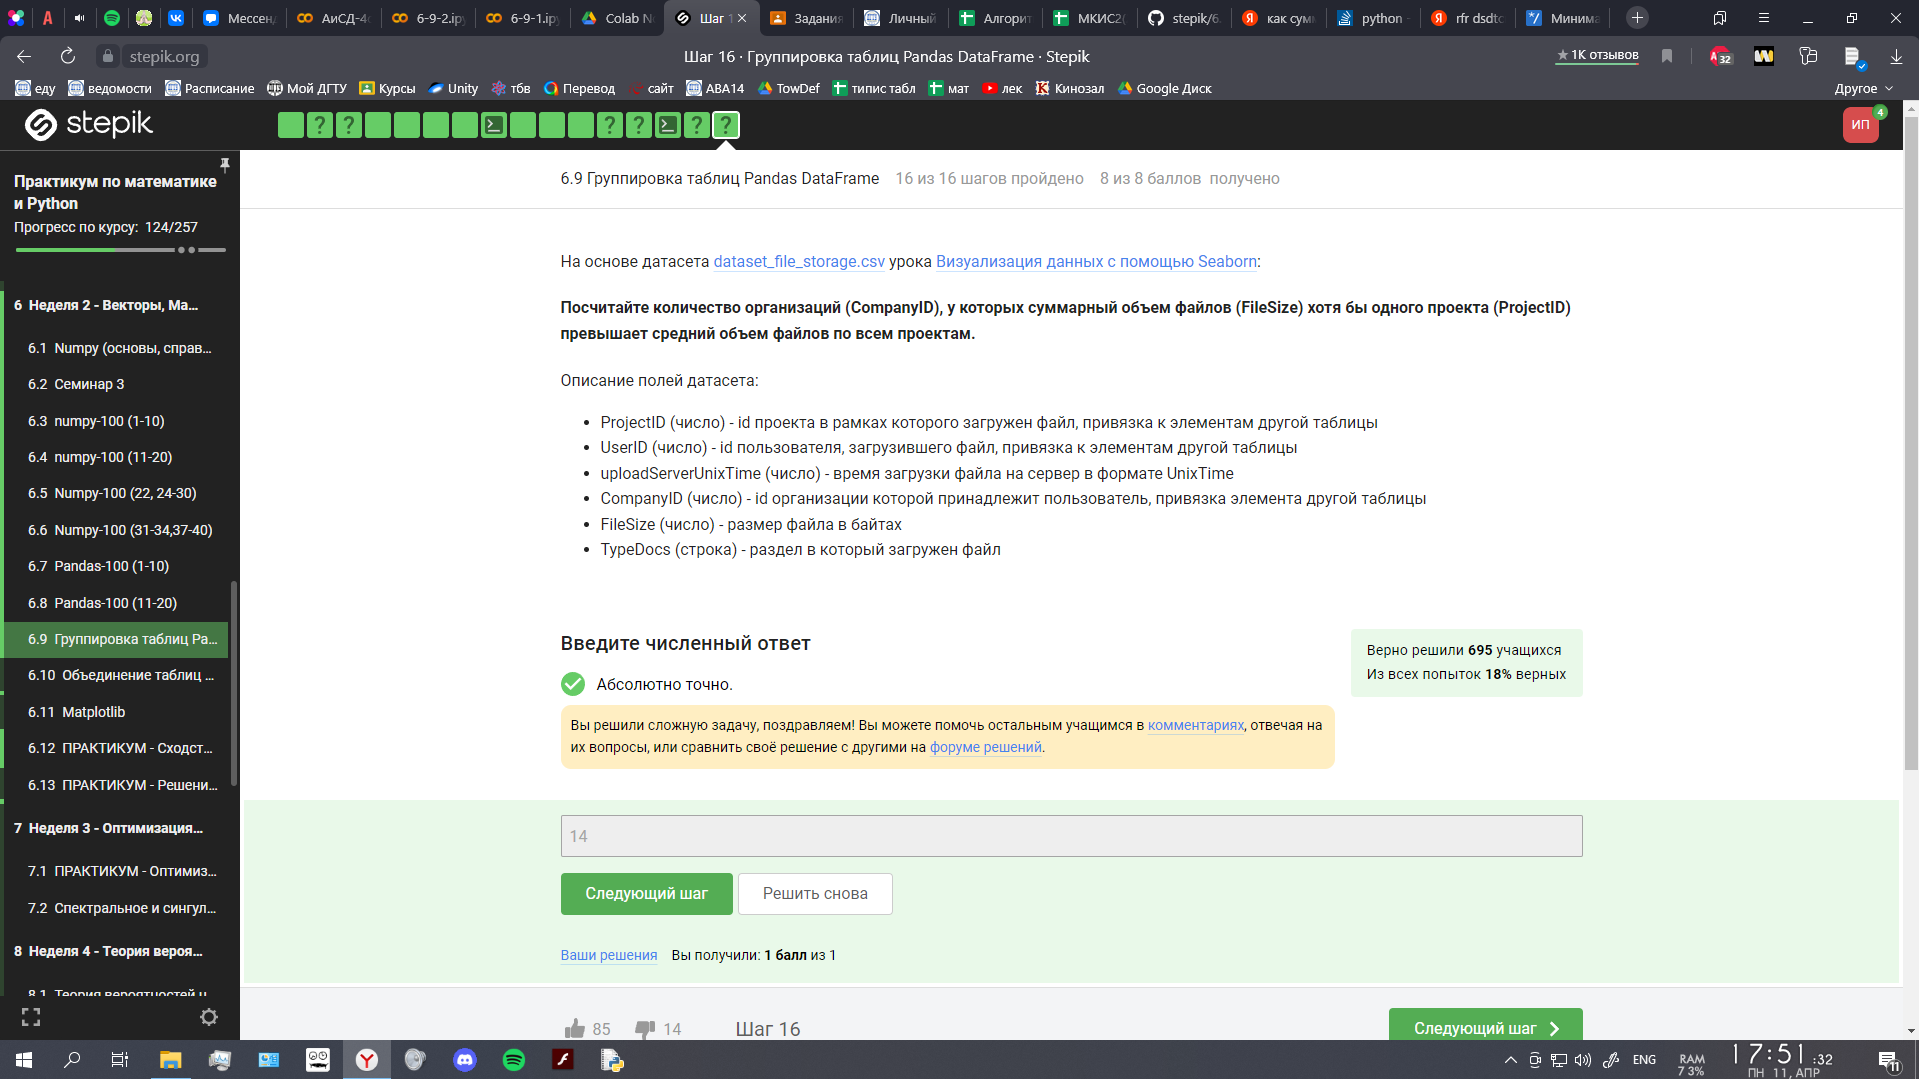 Мессенд
АиСД-4с
6-9-2.ipy
6-9-1.ipy
Colab No
Шаг 1
Задания
Личный
Алгорит
МКИС2(
stepik/6.
как сумм
python -
rfr dsdtc
Минима
stepik.org
Шаг 16 · Группировка таблиц Pandas DataFrame · Stepik
★ 1K отзывов
32
еду
ведомости
Расписание
Мой ДГТУ
Курсы
Unity
тбв
Перевод
сайт
ABA14
TowDef
типис табл
мат
лек
Кинозал
Google Диск
Другое
stepik
ИП
4
Практикум по математике
и Python
Прогресс по курсу: 124/257
6 Неделя 2 - Векторы, Ма...
6.1 Numpy (основы, справ...
6.2 Семинар 3
6.3 numpy-100 (1-10)
6.4 numpy-100 (11-20)
6.5 Numpy-100 (22, 24-30)
6.6 Numpy-100 (31-34,37-40)
6.7 Pandas-100 (1-10)
6.8 Pandas-100 (11-20)
6.9 Группировка таблиц Pa...
6.10 Объединение таблиц ...
6.11 Matplotlib
6.12 ПРАКТИКУМ - Сходст...
6.13 ПРАКТИКУМ - Решени...
7 Неделя 3 - Оптимизация...
7.1 ПРАКТИКУМ - Оптимиз...
7.2 Спектральное и сингул...
8 Неделя 4 - Теория вероя...
8.1 Теория вероятностей
6.9 Группировка таблиц Pandas DataFrame 16 из 16 шагов пройдено 8 из 8 баллов получено
На основе датасета dataset_file_storage.csv урока Визуализация данных с помощью Seaborn:
Посчитайте количество организаций (CompanyID), у которых суммарный объем файлов (FileSize) хотя бы одного проекта (ProjectID)
превышает средний объем файлов по всем проектам.
Описание полей датасета:
• ProjectID (число) - id проекта в рамках которого загружен файл, привязка к элементам другой таблицы
• UserID (число) - id пользователя, загрузившего файл, привязка к элементам другой таблицы
• uploadServerUnixTime (число) - время загрузки файла на сервер в формате UnixTime
• CompanyID (число) - id организации которой принадлежит пользователь, привязка элемента другой таблицы
• FileSize (число) - размер файла в байтах
• TypeDocs (строка) - раздел в который загружен файл
Введите численный ответ
Абсолютно точно.
Верно решили 695 учащихся
Из всех попыток 18% верных
Вы решили сложную задачу, поздравляем! Вы можете помочь остальным учащимся в комментариях, отвечая на
их вопросы, или сравнить своё решение с другими на форуме решений.
14
Следующий шаг
Решить снова
Ваши решения Вы получили: 1 балл из 1
85
14
Шаг 16
Следующий шаг
ENG
RAM
73%
17:51:32
ПН 11, АПР
11